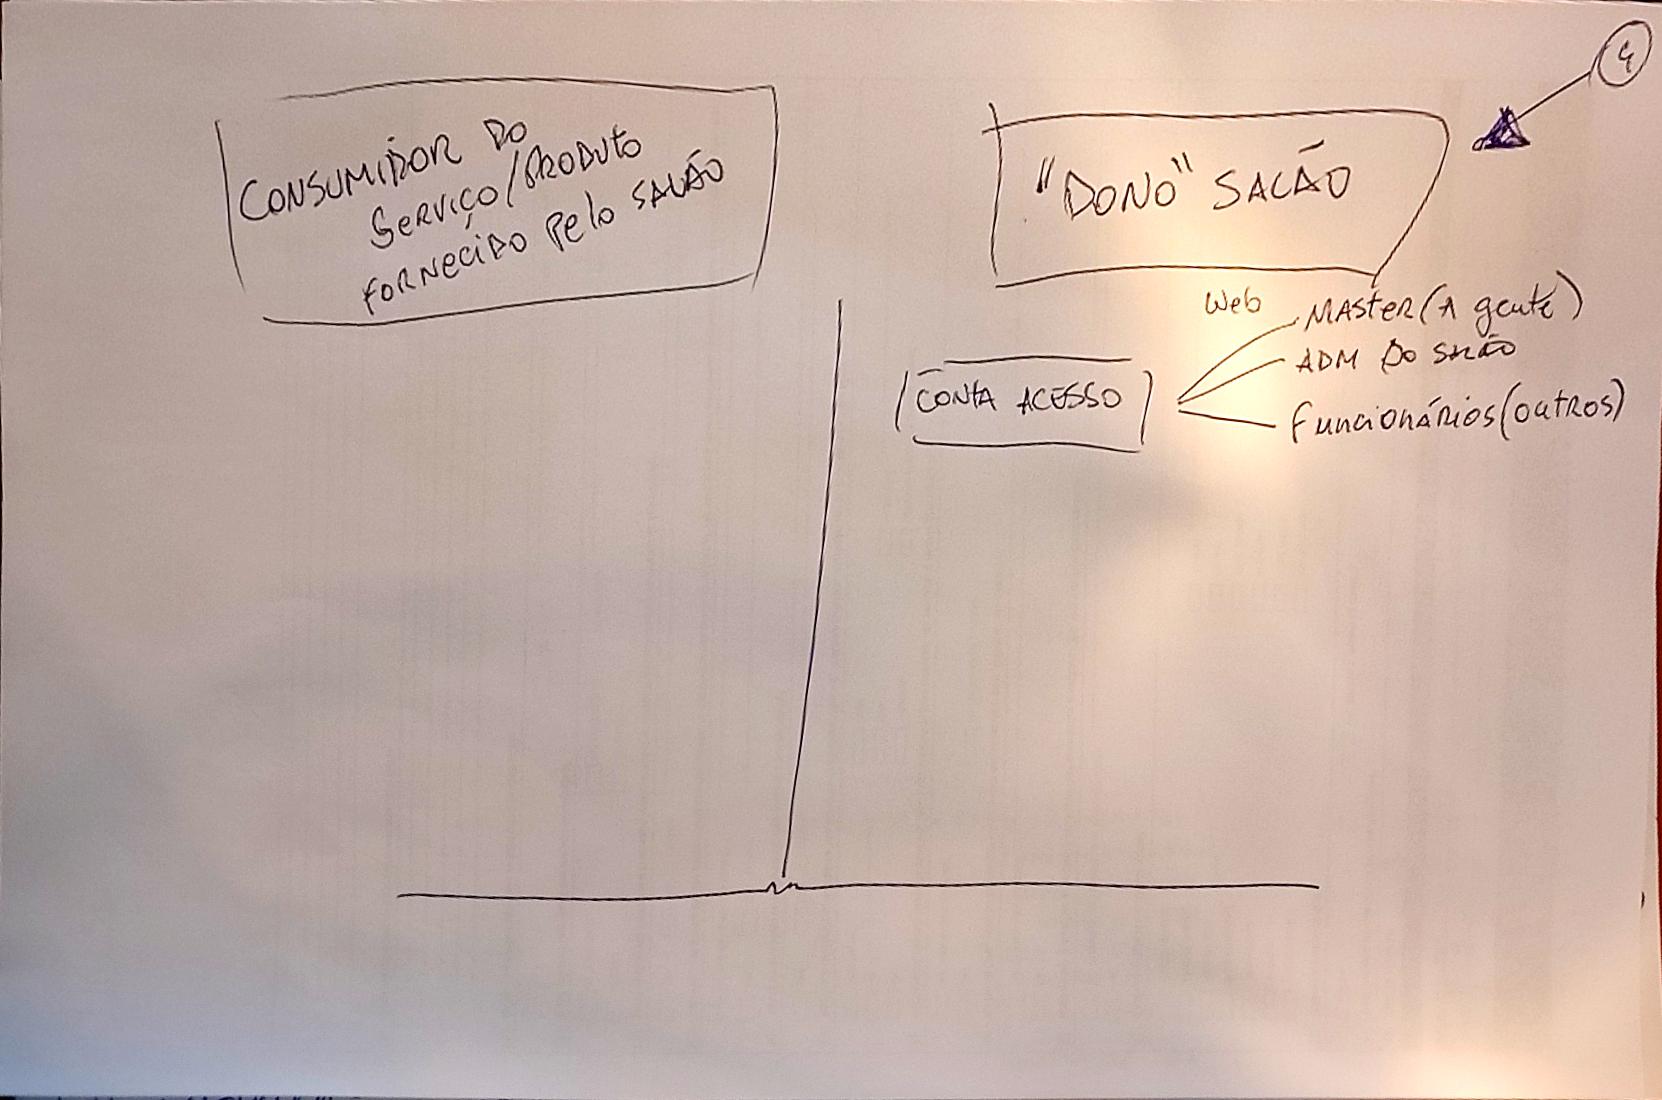 CONSUMIDOR DO
SERVIÇO/PRODUTO
FORNECIDO Pelo SALÃO
"DONO" SALÃO
Web
MASTER (A gente)
ADM DO SALÃO
CONTA ACESSO
Funcionários (outros)